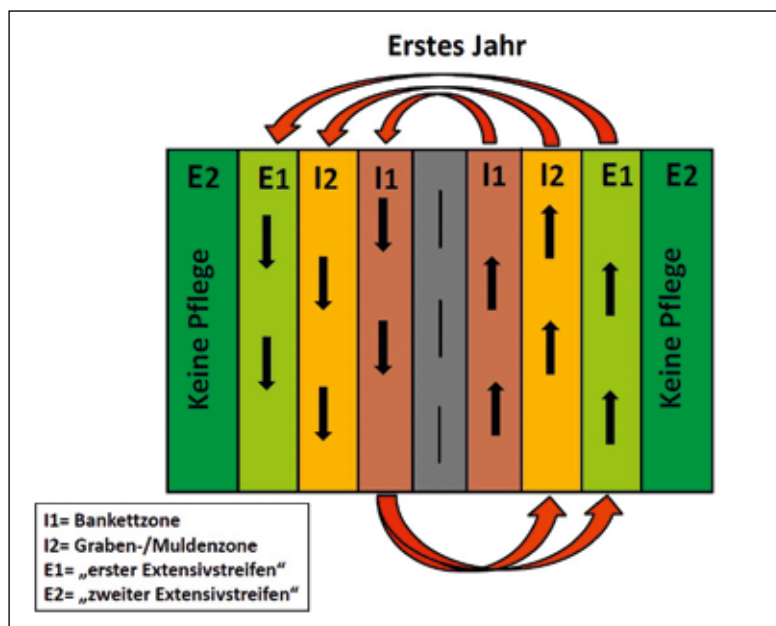 Erstes Jahr
E2 E1 I2 I1 I1 I2 E1 E2
Keine Pflege
Keine Pflege
I1= Bankettzone
I2= Graben-/Muldenzone
E1= „erster Extensivstreifen“
E2= „zweiter Extensivstreifen“